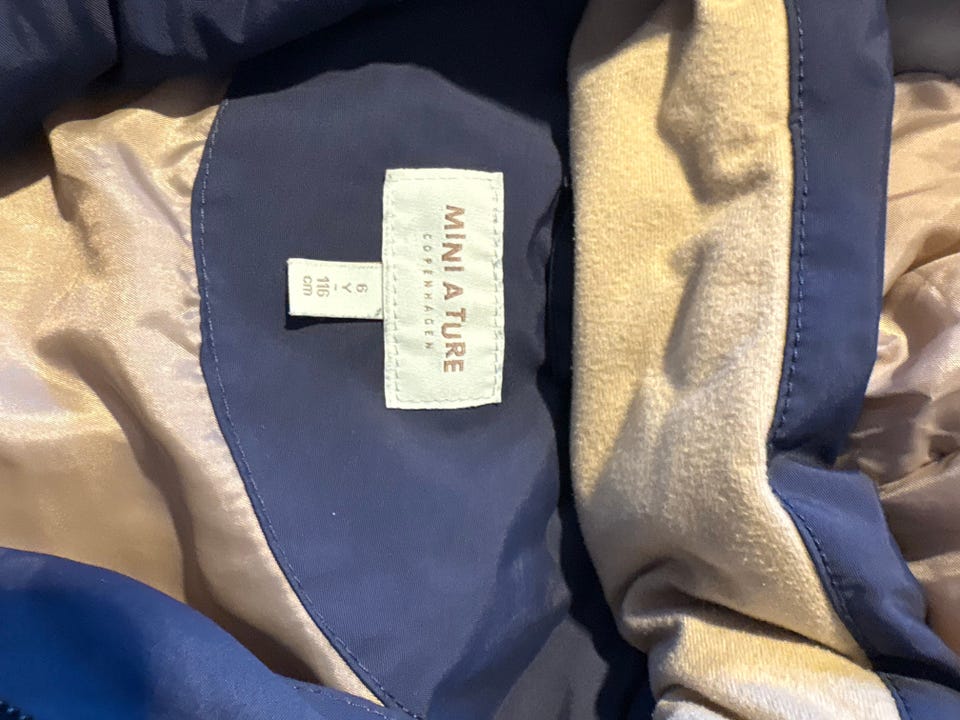 MINI A TURE
COPENHAGEN
6
Y
-
116
cm